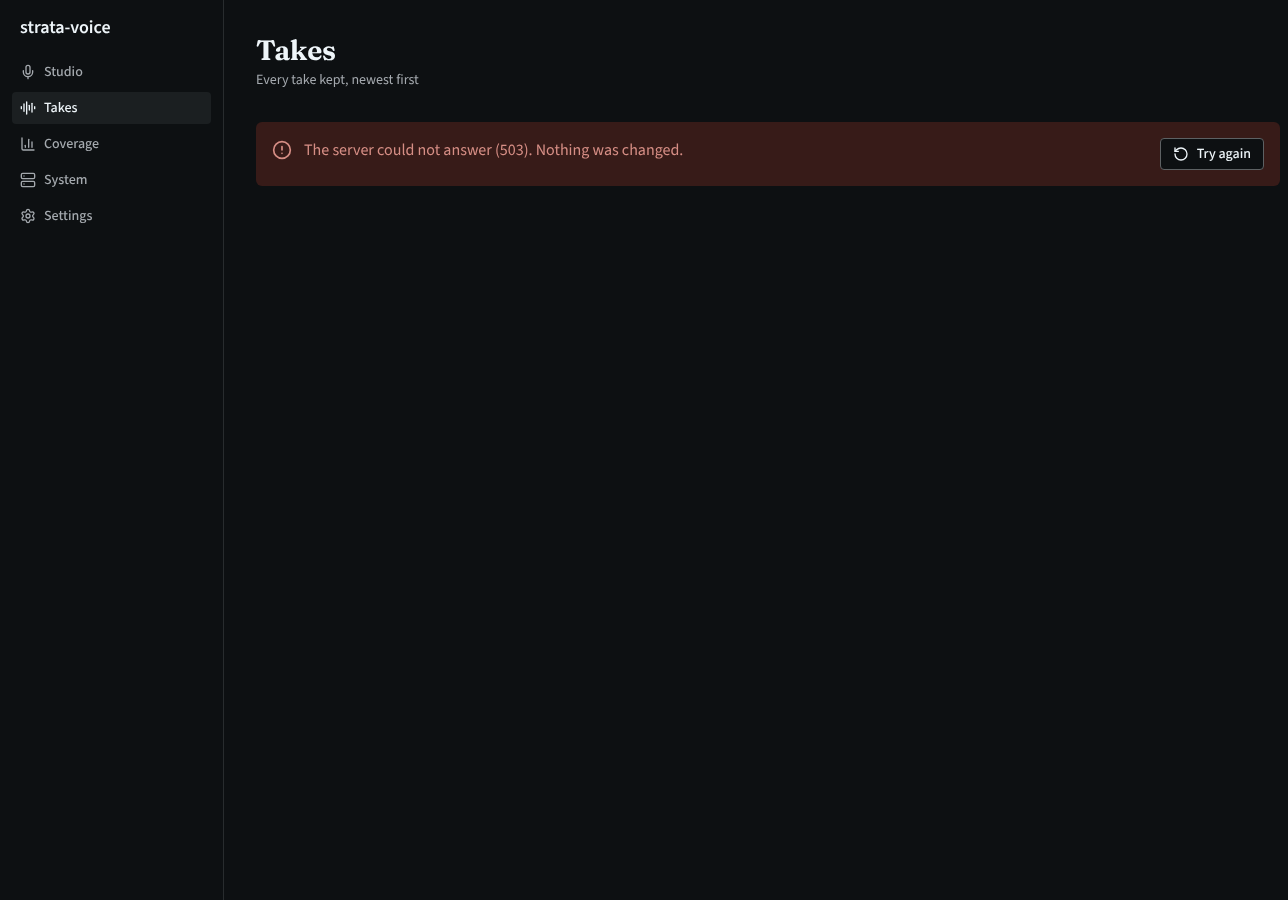 strata-voice
Studio
Takes
Coverage
System
Settings
Takes
Every take kept, newest first
The server could not answer (503). Nothing was changed.
Try again